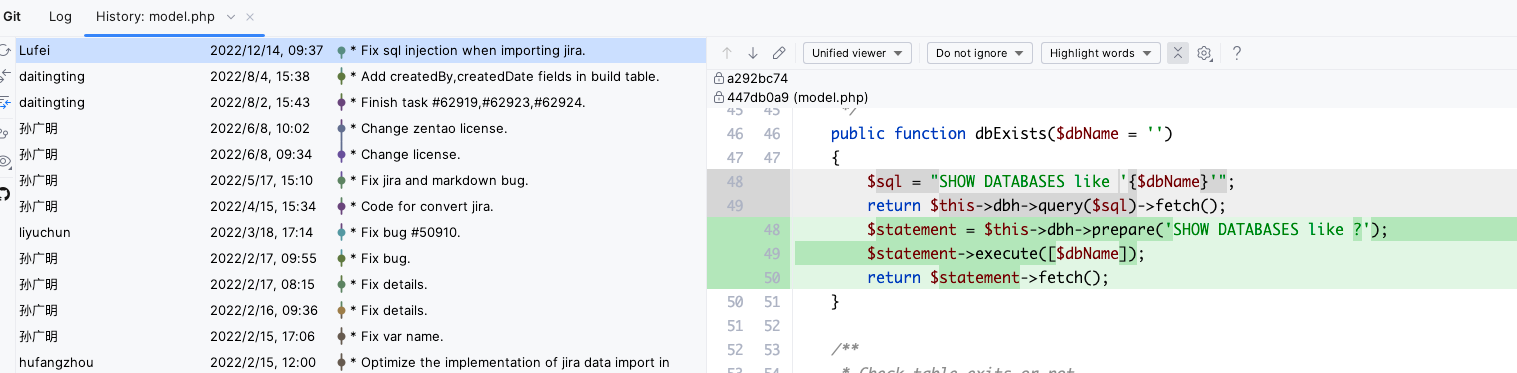 Git Log History: model.php
Lufei 2022/12/14, 09:37 * Fix sql injection when importing jira.
daitingting 2022/8/4, 15:38 * Add createdBy,createdDate fields in build table.
daitingting 2022/8/2, 15:43 * Finish task #62919,#62923,#62924.
孙广明 2022/6/8, 10:02 * Change zentao license.
孙广明 2022/6/8, 09:34 * Change license.
孙广明 2022/5/17, 15:10 * Fix jira and markdown bug.
孙广明 2022/4/15, 15:34 * Code for convert jira.
liyuchun 2022/3/18, 17:14 * Fix bug #50910.
孙广明 2022/2/17, 09:55 * Fix bug.
孙广明 2022/2/17, 08:15 * Fix details.
孙广明 2022/2/16, 09:36 * Fix details.
孙广明 2022/2/15, 17:06 * Fix var name.
hufangzhou 2022/2/15, 12:00 * Optimize the implementation of jira data import in
Unified viewer Do not ignore Highlight words ?
a292bc74
447db0a9 (model.php)
45 45 */
46 46 public function dbExists($dbName = '')
47 47 {
48 $sql = "SHOW DATABASES like '{$dbName}'";
49 return $this->dbh->query($sql)->fetch();
48 $statement = $this->dbh->prepare('SHOW DATABASES like ?');
49 $statement->execute([$dbName]);
50 return $statement->fetch();
50 51 }
51 52
52 53 /**
53 54 * Check table exits or not